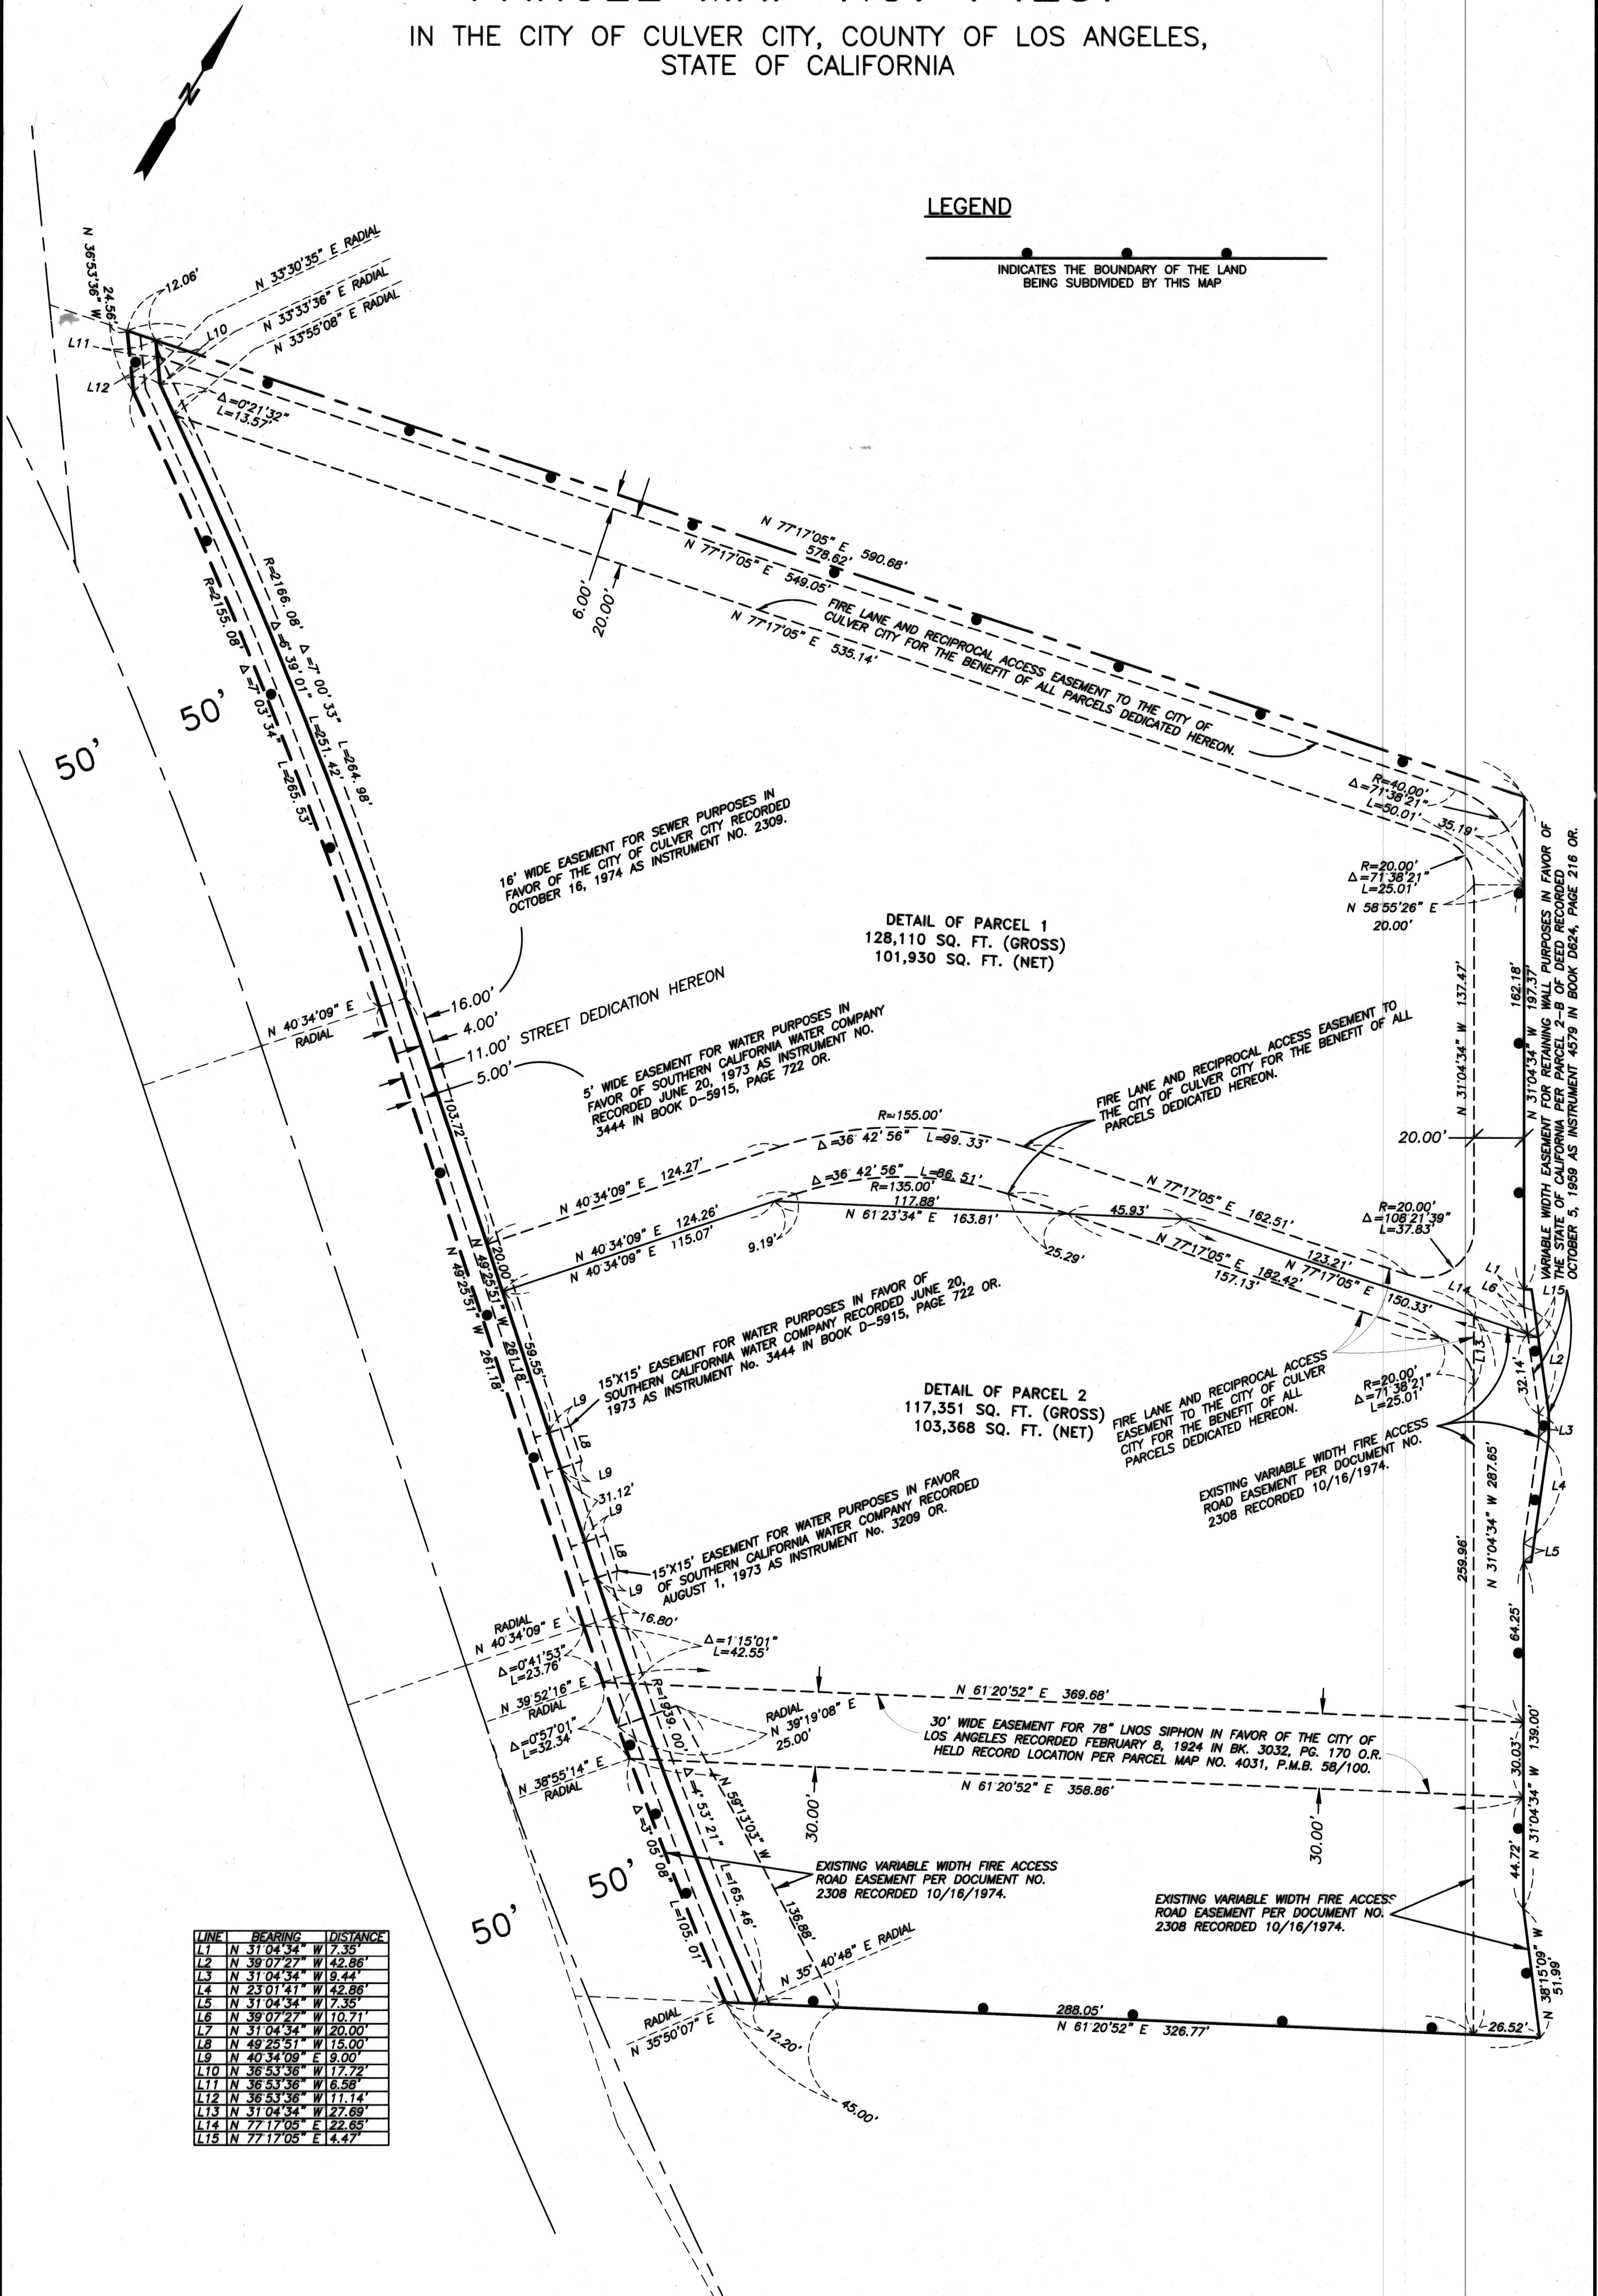 IN THE CITY OF CULVER CITY, COUNTY OF LOS ANGELES,
STATE OF CALIFORNIA
N
LEGEND
INDICATES THE BOUNDARY OF THE LAND
BEING SUBDIVIDED BY THIS MAP
N 36°53'36" W
24.56'
12.06'
N 33°30'35" E RADIAL
N 33°33'36" E RADIAL
N 33°55'08" E RADIAL
L10
L11
L12
Δ=0°21'32"
L=13.57'
N 77°17'05" E 590.68'
578.62'
N 77°17'05" E 549.05'
N 77°17'05" E 535.14'
6.00'
20.00'
FIRE LANE AND RECIPROCAL ACCESS EASEMENT TO THE CITY OF
CULVER CITY FOR THE BENEFIT OF ALL PARCELS DEDICATED HEREON.
R=2166.08' Δ=7°00'33" L=264.98'
Δ=6°39'01" L=251.42'
R=2155.08' Δ=7°03'34" L=265.53'
50'
50'
R=40.00'
Δ=71°38'21"
L=50.01'
35.19'
R=20.00'
Δ=71°38'21"
L=25.01'
N 58°55'26" E
20.00'
16' WIDE EASEMENT FOR SEWER PURPOSES IN
FAVOR OF THE CITY OF CULVER CITY RECORDED
OCTOBER 16, 1974 AS INSTRUMENT NO. 2309.
DETAIL OF PARCEL 1
128,110 SQ. FT. (GROSS)
101,930 SQ. FT. (NET)
N 31°04'34" W 137.47'
162.18'
N 31°04'34" W 197.37'
VARIABLE WIDTH EASEMENT FOR RETAINING WALL PURPOSES IN FAVOR OF
THE STATE OF CALIFORNIA PER PARCEL 2-B OF DEED RECORDED
OCTOBER 5, 1959 AS INSTRUMENT 4579 IN BOOK D624, PAGE 216 OR.
N 40°34'09" E
RADIAL
16.00'
4.00'
11.00' STREET DEDICATION HEREON
5.00'
5' WIDE EASEMENT FOR WATER PURPOSES IN
FAVOR OF SOUTHERN CALIFORNIA WATER COMPANY
RECORDED JUNE 20, 1973 AS INSTRUMENT NO.
3444 IN BOOK D-5915, PAGE 722 OR.
FIRE LANE AND RECIPROCAL ACCESS EASEMENT TO
THE CITY OF CULVER CITY FOR THE BENEFIT OF ALL
PARCELS DEDICATED HEREON.
103.72'
20.00'
R=155.00'
Δ=36°42'56" L=99.33'
N 40°34'09" E 124.27'
Δ=36°42'56" L=86.51'
R=135.00'
117.88'
N 61°23'34" E 163.81'
N 40°34'09" E 124.26'
N 40°34'09" E 115.07'
9.19'
45.93'
25.29'
N 77°17'05" E 162.51'
R=20.00'
Δ=108°21'39"
L=37.83'
123.21'
N 77°17'05" E 150.33'
N 77°17'05" E 182.42'
157.13'
20.00'
L1
L6
L14
L15
L13
L2
32.14'
L3
L4
L5
N 49°25'51" W 261.18'
N 49°25'51" W 261.18'
59.55'
15'X15' EASEMENT FOR WATER PURPOSES IN FAVOR OF
SOUTHERN CALIFORNIA WATER COMPANY RECORDED JUNE 20,
1973 AS INSTRUMENT No. 3444 IN BOOK D-5915, PAGE 722 OR.
L9
L8
L9
31.12'
L9
L8
L9
16.80'
DETAIL OF PARCEL 2
117,351 SQ. FT. (GROSS)
103,368 SQ. FT. (NET)
FIRE LANE AND RECIPROCAL ACCESS
EASEMENT TO THE CITY OF CULVER
CITY FOR THE BENEFIT OF ALL
PARCELS DEDICATED HEREON.
R=20.00'
Δ=71°38'21"
L=25.01'
EXISTING VARIABLE WIDTH FIRE ACCESS
ROAD EASEMENT PER DOCUMENT NO.
2308 RECORDED 10/16/1974.
15'X15' EASEMENT FOR WATER PURPOSES IN FAVOR
OF SOUTHERN CALIFORNIA WATER COMPANY RECORDED
AUGUST 1, 1973 AS INSTRUMENT No. 3209 OR.
259.96'
N 31°04'34" W 287.65'
64.25'
RADIAL
N 40°34'09" E
Δ=0°41'53"
L=23.76'
Δ=1°15'01"
L=42.55'
N 39°52'16" E
RADIAL
Δ=0°57'01"
L=32.34'
N 38°55'14" E
RADIAL
RADIAL
N 39°19'08" E
25.00'
N 61°20'52" E 369.68'
30' WIDE EASEMENT FOR 78" LNOS SIPHON IN FAVOR OF THE CITY OF
LOS ANGELES RECORDED FEBRUARY 8, 1924 IN BK. 3032, PG. 170 O.R.
HELD RECORD LOCATION PER PARCEL MAP NO. 4031, P.M.B. 58/100.
N 61°20'52" E 358.86'
30.00'
30.00'
30.03'
N 31°04'34" W 139.00'
44.72'
R=1939.00' Δ=4°53'21" L=165.46'
N 59°13'03" W 136.88'
Δ=3°05'08" L=105.01'
50'
50'
EXISTING VARIABLE WIDTH FIRE ACCESS
ROAD EASEMENT PER DOCUMENT NO.
2308 RECORDED 10/16/1974.
EXISTING VARIABLE WIDTH FIRE ACCESS
ROAD EASEMENT PER DOCUMENT NO.
2308 RECORDED 10/16/1974.
N 35°40'48" E RADIAL
RADIAL
N 35°50'07" E
12.20'
45.00'
288.05'
N 61°20'52" E 326.77'
26.52'
N 38°15'09" W
51.99'
LINE BEARING DISTANCE
L1 N 31°04'34" W 7.35'
L2 N 39°07'27" W 42.86'
L3 N 31°04'34" W 9.44'
L4 N 23°01'41" W 42.86'
L5 N 31°04'34" W 7.35'
L6 N 39°07'27" W 10.71'
L7 N 31°04'34" W 20.00'
L8 N 49°25'51" W 15.00'
L9 N 40°34'09" E 9.00'
L10 N 36°53'36" W 17.72'
L11 N 36°53'36" W 6.58'
L12 N 36°53'36" W 11.14'
L13 N 31°04'34" W 27.69'
L14 N 77°17'05" E 22.65'
L15 N 77°17'05" E 4.47'